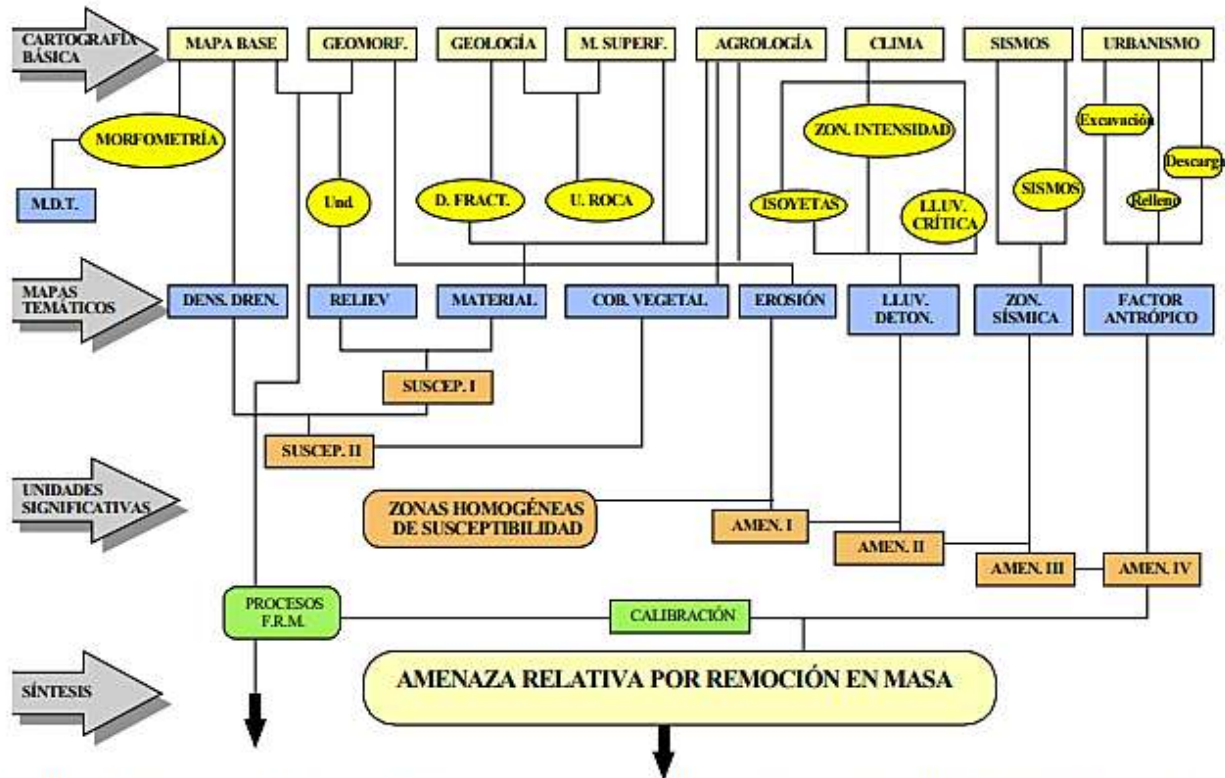 CARTOGRAFÍA
BÁSICA
MAPA BASE
GEOMORF.
GEOLOGÍA
M. SUPERF.
AGROLOGÍA
CLIMA
SISMOS
URBANISMO
MORFOMETRÍA
ZON. INTENSIDAD
Excavación
Descarga
M.D.T.
Und.
D. FRACT.
U. ROCA
ISOYETAS
LLUV.
CRÍTICA
SISMOS
Relleno
MAPAS
TEMÁTICOS
DENS. DREN.
RELIEV
MATERIAL
COB. VEGETAL
EROSIÓN
LLUV.
DETON.
ZON.
SÍSMICA
FACTOR
ANTRÓPICO
SUSCEP. I
SUSCEP. II
UNIDADES
SIGNIFICATIVAS
ZONAS HOMOGÉNEAS
DE SUSCEPTIBILIDAD
AMEN. I
AMEN. II
AMEN. III
AMEN. IV
PROCESOS
F.R.M.
CALIBRACIÓN
SÍNTESIS
AMENAZA RELATIVA POR REMOCIÓN EN MASA